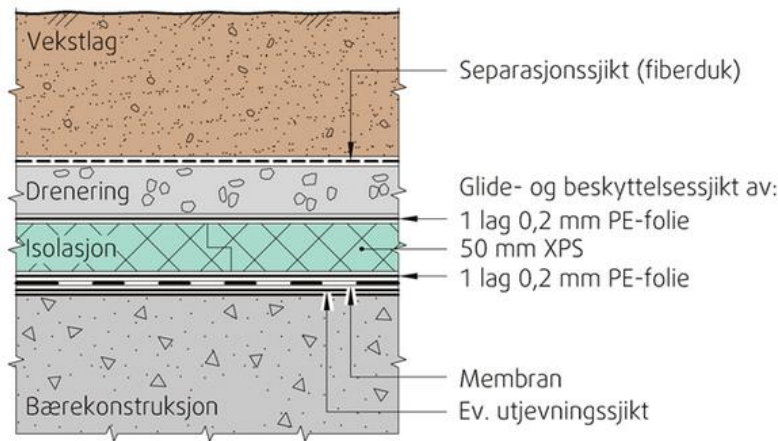 Vekstlag
Separasjonssjikt (fiberduk)
Drenering
Glide- og beskyttelsessjikt av:
1 lag 0,2 mm PE-folie
Isolasjon
50 mm XPS
1 lag 0,2 mm PE-folie
Membran
Bærekonstruksjon
Ev. utjevningssjikt